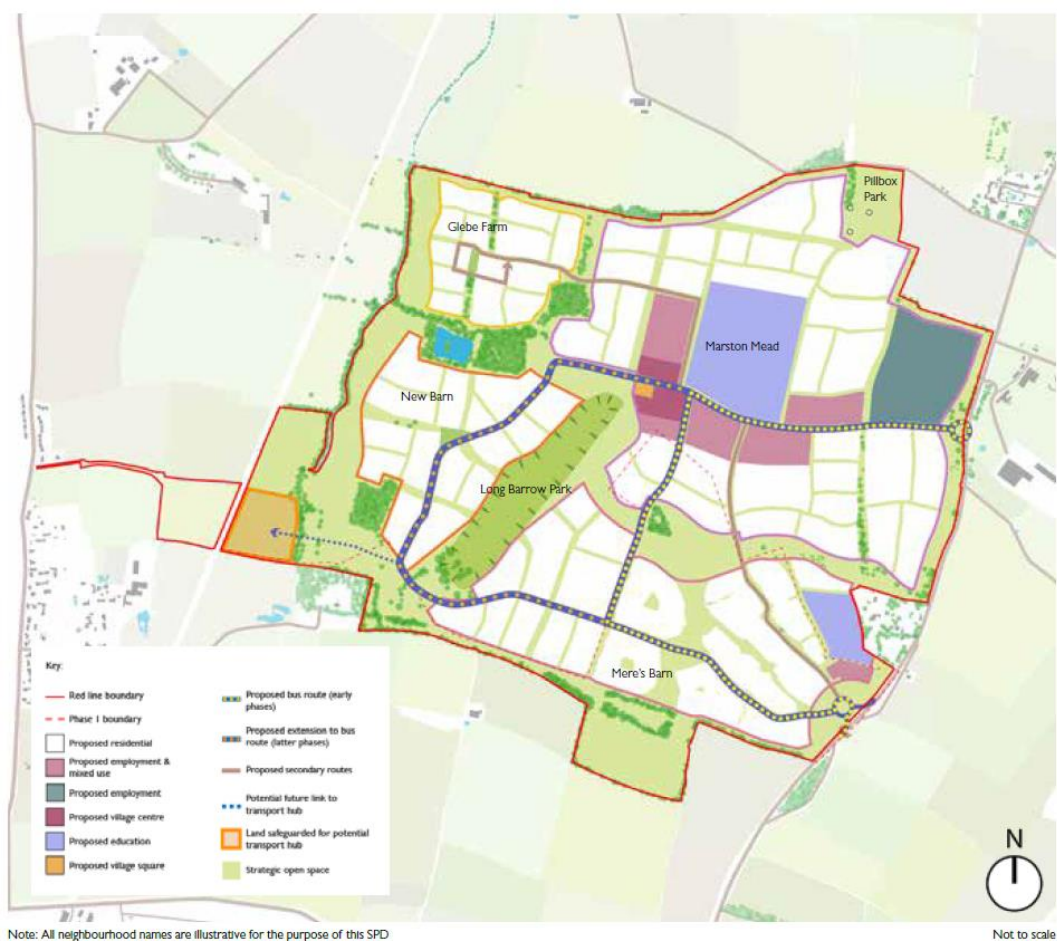 Pillbox
Park
Glebe Farm
Marston Mead
New Barn
Long Barrow Park
Mere's Barn
Key:
Red line boundary
Phase 1 boundary
Proposed residential
Proposed employment &
mixed use
Proposed employment
Proposed village centre
Proposed education
Proposed village square
Proposed bus route (early
phases)
Proposed extension to bus
route (latter phases)
Proposed secondary routes
Potential future link to
transport hub
Land safeguarded for potential
transport hub
Strategic open space
N
Note: All neighbourhood names are illustrative for the purpose of this SPD
Not to scale